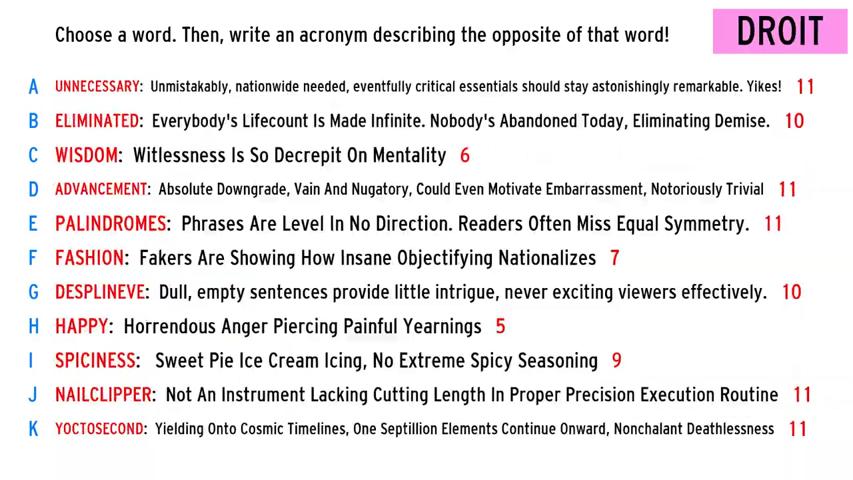 Choose a word. Then, write an acronym describing the opposite of that word!
DROIT
A UNNECESSARY: Unmistakably, nationwide needed, eventfully critical essentials should stay astonishingly remarkable. Yikes! 11
B ELIMINATED: Everybody's Lifecount Is Made Infinite. Nobody's Abandoned Today, Eliminating Demise. 10
C WISDOM: Witlessness Is So Decrepit On Mentality 6
D ADVANCEMENT: Absolute Downgrade, Vain And Nugatory, Could Even Motivate Embarrassment, Notoriously Trivial 11
E PALINDROMES: Phrases Are Level In No Direction. Readers Often Miss Equal Symmetry. 11
F FASHION: Fakers Are Showing How Insane Objectifying Nationalizes 7
G DESPLINEVE: Dull, empty sentences provide little intrigue, never exciting viewers effectively. 10
H HAPPY: Horrendous Anger Piercing Painful Yearnings 5
I SPICINESS: Sweet Pie Ice Cream Icing, No Extreme Spicy Seasoning 9
J NAILCLIPPER: Not An Instrument Lacking Cutting Length In Proper Precision Execution Routine 11
K YOCTOSECOND: Yielding Onto Cosmic Timelines, One Septillion Elements Continue Onward, Nonchalant Deathlessness 11